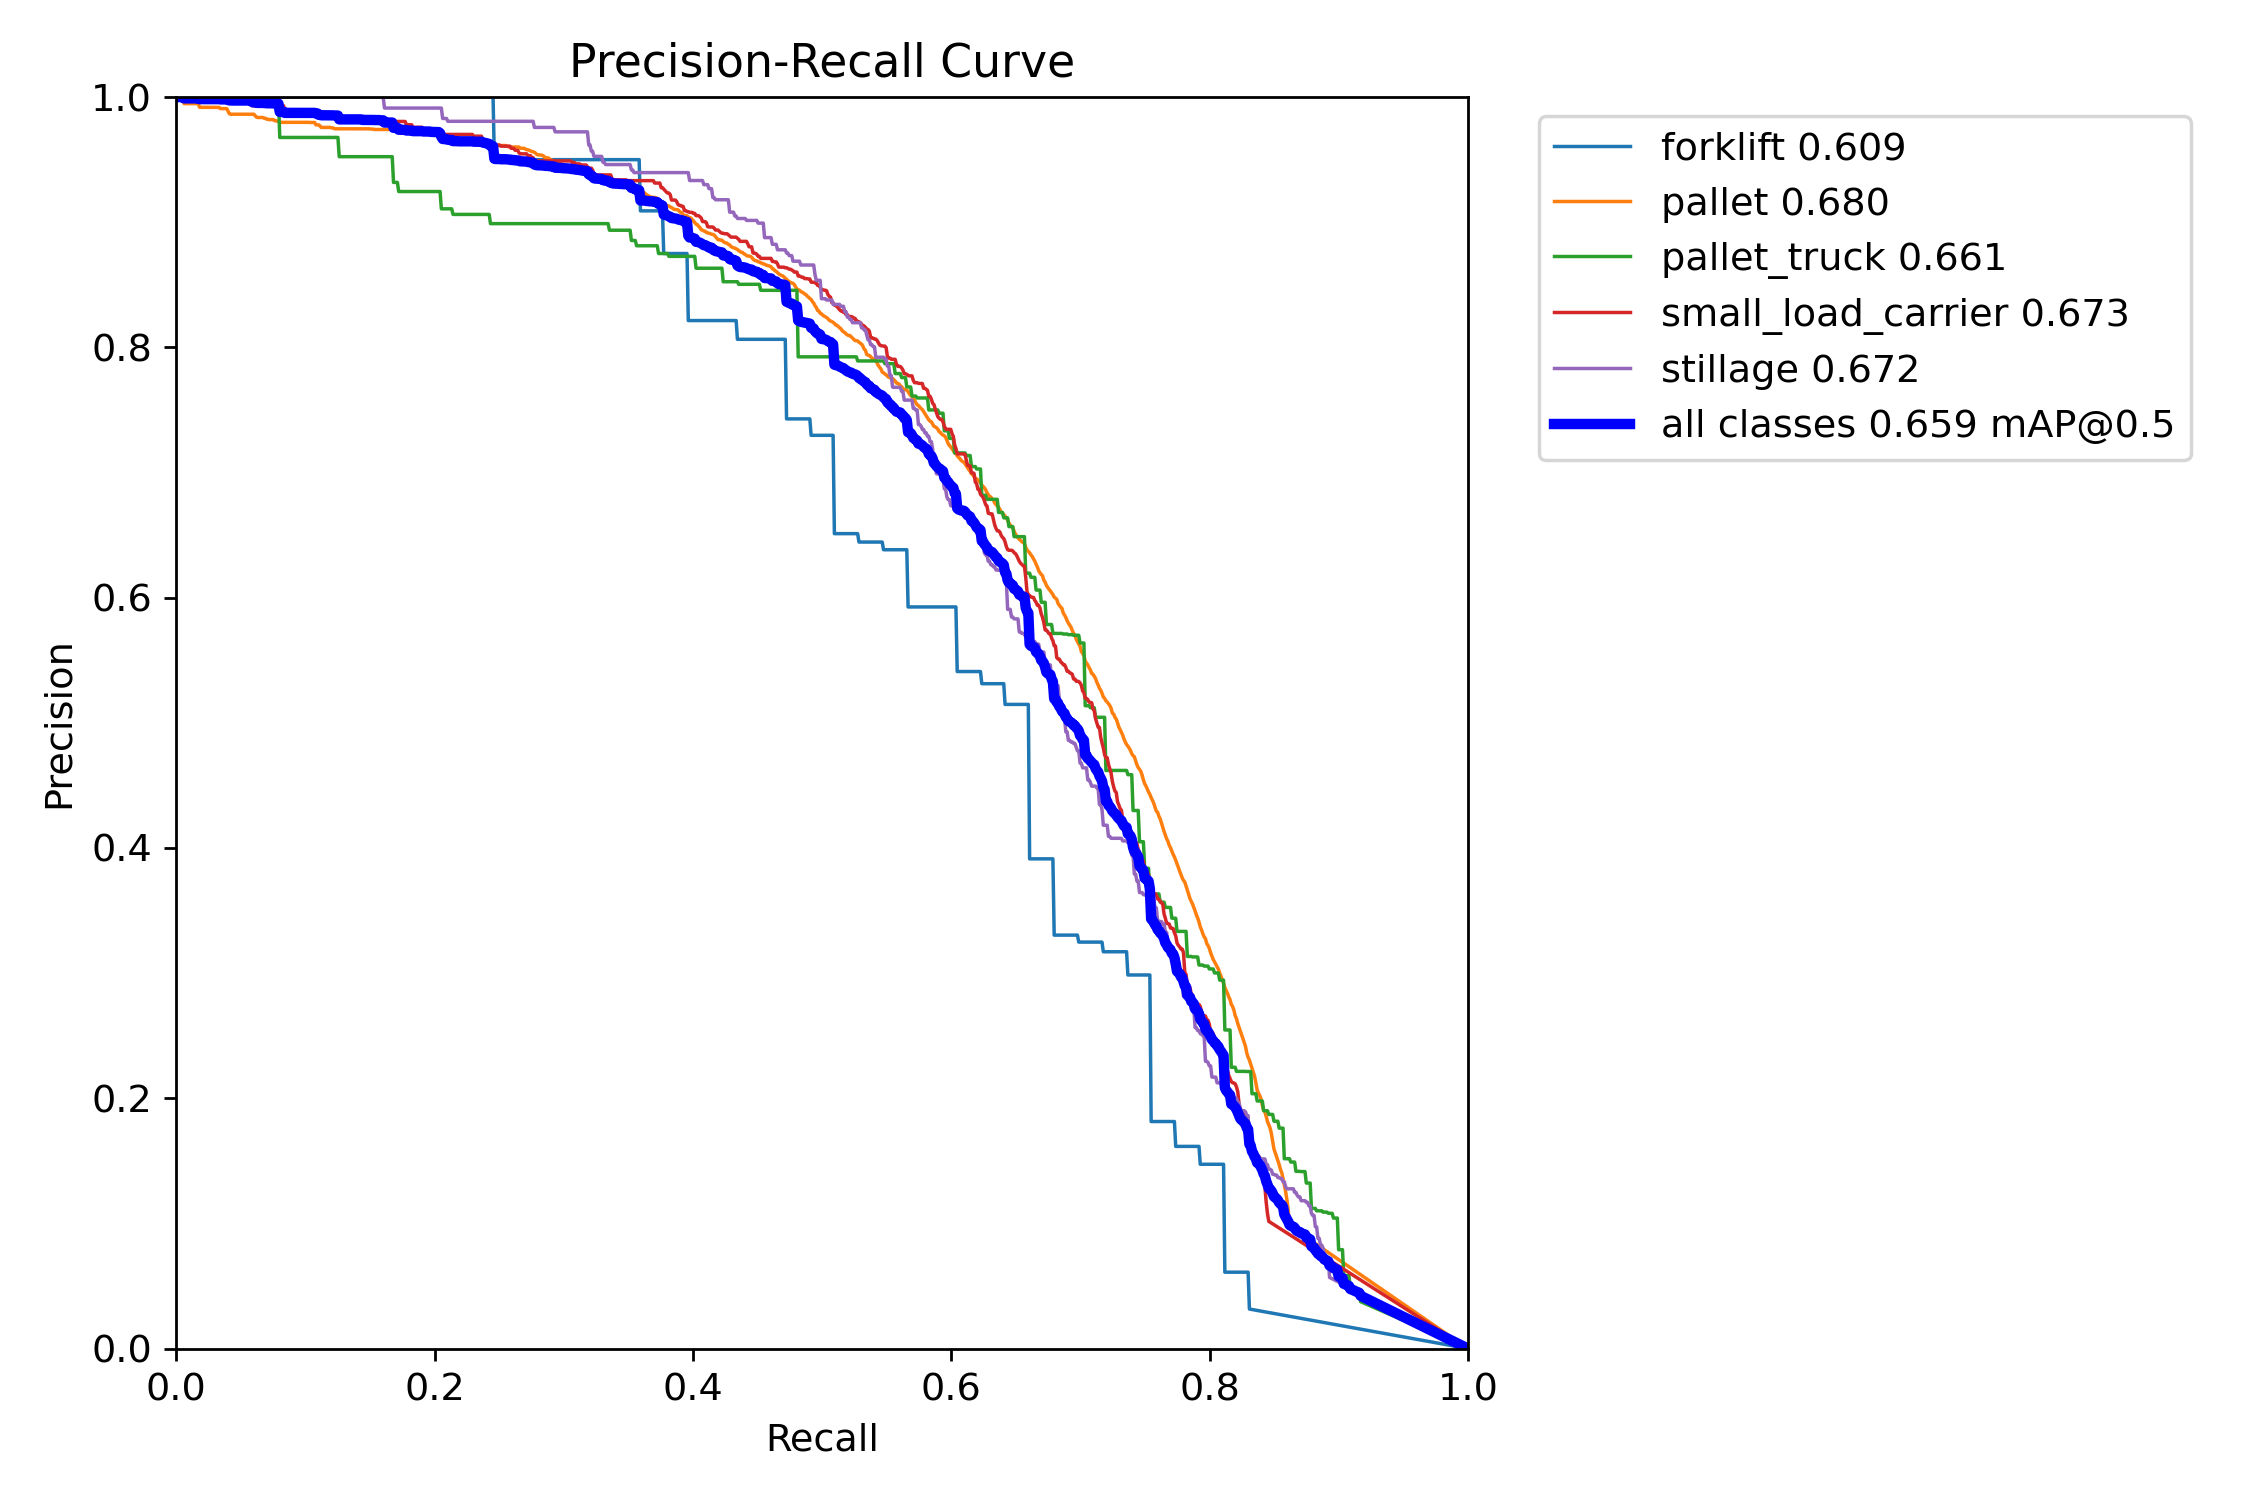 Precision-Recall Curve
1.0
0.8
0.6
0.4
0.2
0.0
Precision
0.0 0.2 0.4 0.6 0.8 1.0
Recall
forklift 0.609
pallet 0.680
pallet_truck 0.661
small_load_carrier 0.673
stillage 0.672
all classes 0.659 mAP@0.5